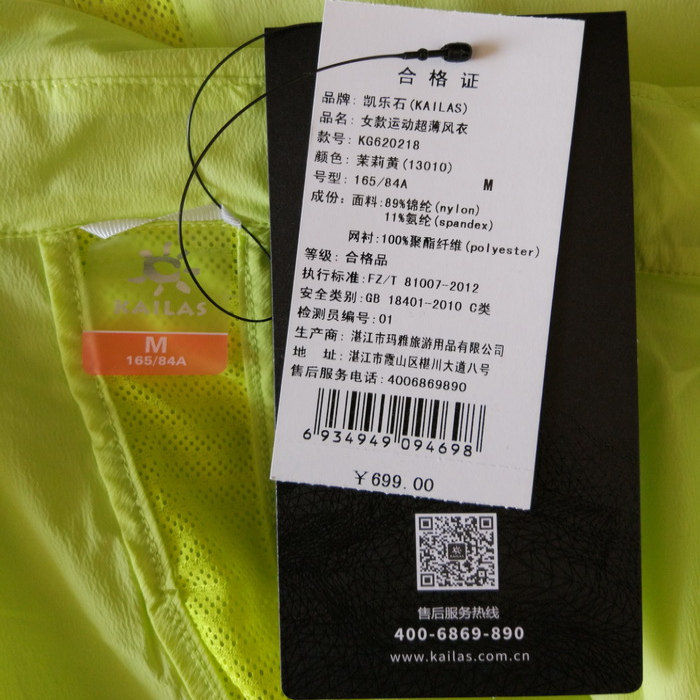 合格证
品牌: 凯乐石(KAILAS)
品名: 女款运动超薄风衣
款号: KG620218
颜色: 茉莉黄(13010)
号型: 165/84A M
成份: 面料:89%锦纶(nylon)
11%氨纶(spandex)
网衬:100%聚酯纤维(polyester)
等级: 合格品
执行标准:FZ/T 81007-2012
安全类别:GB 18401-2010 C类
检测员编号:01
生产商: 湛江市玛雅旅游用品有限公司
地 址: 湛江市霞山区椹川大道八号
售后服务电话: 4006869890
6 934949 094698
￥699.00
售后服务热线
400-6869-890
www.kailas.com.cn
KAILAS
M
165/84A